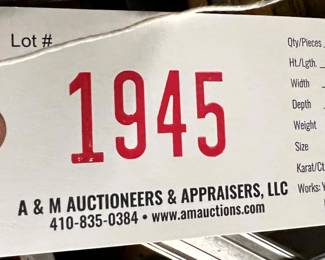 Lot #
1945
A & M AUCTIONEERS & APPRAISERS, LLC
410-835-0384 • www.amauctions.com
Qty/Pieces
Ht./Lgth.
Width
Depth
Weight
Size
Karat/Ct.
Works: